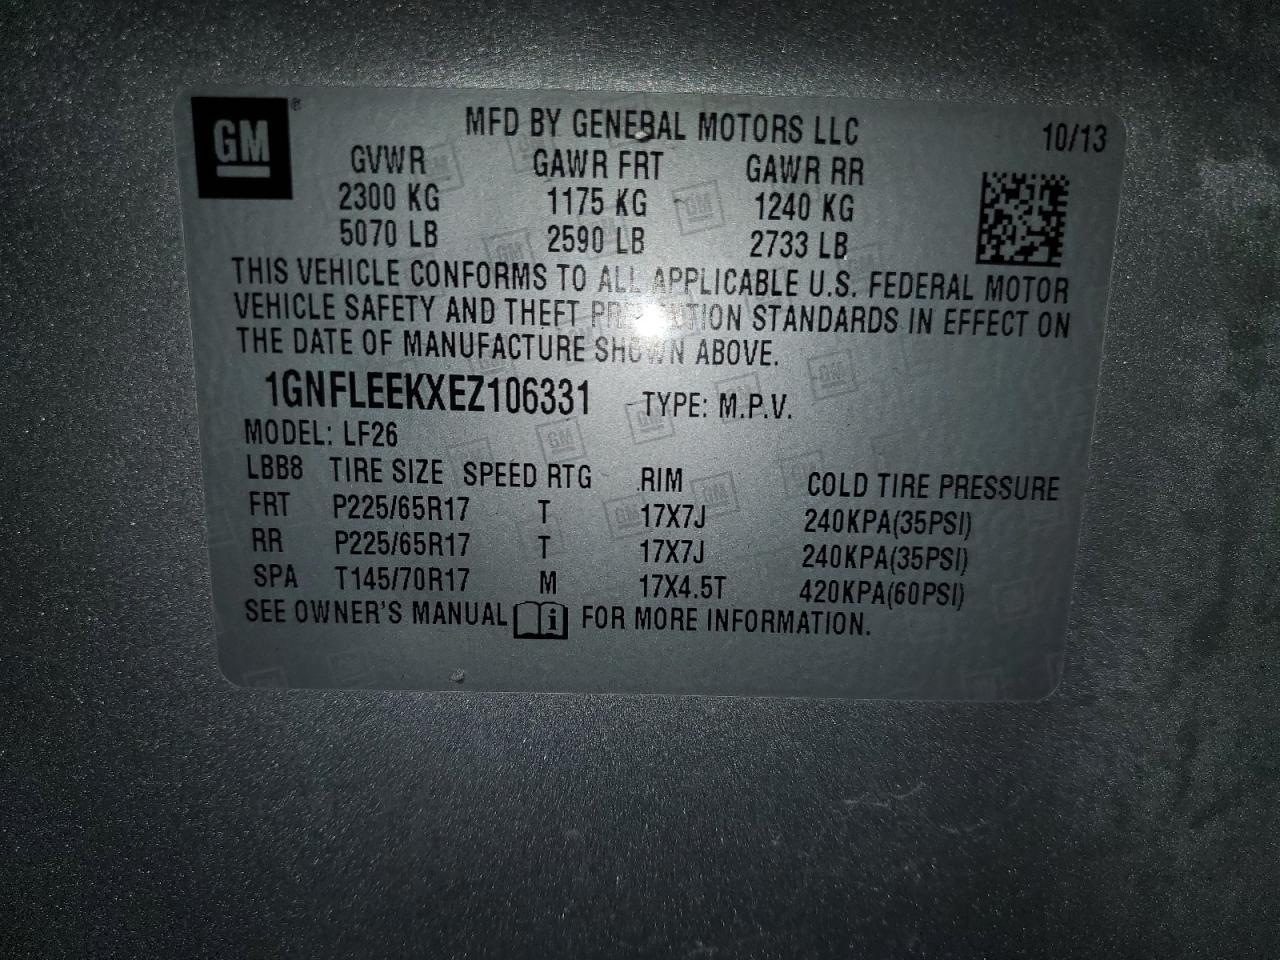 GM ®
MFD BY GENERAL MOTORS LLC 10/13
GVWR GAWR FRT GAWR RR
2300 KG 1175 KG 1240 KG
5070 LB 2590 LB 2733 LB
THIS VEHICLE CONFORMS TO ALL APPLICABLE U.S. FEDERAL MOTOR
VEHICLE SAFETY AND THEFT PREVENTION STANDARDS IN EFFECT ON
THE DATE OF MANUFACTURE SHOWN ABOVE.
1GNFLEEKXEZ106331 TYPE: M.P.V.
MODEL: LF26
LBB8 TIRE SIZE SPEED RTG RIM COLD TIRE PRESSURE
FRT P225/65R17 T 17X7J 240KPA(35PSI)
RR P225/65R17 T 17X7J 240KPA(35PSI)
SPA T145/70R17 M 17X4.5T 420KPA(60PSI)
SEE OWNER'S MANUAL i FOR MORE INFORMATION.